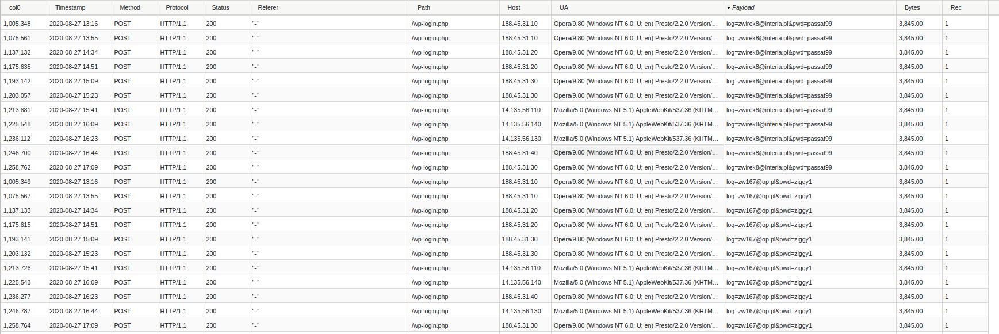 col0 Timestamp Method Protocol Status Referer Path Host UA Payload Bytes Rec
1,005,348 2020-08-27 13:16 POST HTTP/1.1 200 "-" /wp-login.php 188.45.31.10 Opera/9.80 (Windows NT 6.0; U; en) Presto/2.2.0 Version/... log=zwirek8@interia.pl&pwd=passat99 3,845.00 1
1,075,561 2020-08-27 13:55 POST HTTP/1.1 200 "-" /wp-login.php 188.45.31.10 Opera/9.80 (Windows NT 6.0; U; en) Presto/2.2.0 Version/... log=zwirek8@interia.pl&pwd=passat99 3,845.00 1
1,137,132 2020-08-27 14:34 POST HTTP/1.1 200 "-" /wp-login.php 188.45.31.20 Opera/9.80 (Windows NT 6.0; U; en) Presto/2.2.0 Version/... log=zwirek8@interia.pl&pwd=passat99 3,845.00 1
1,175,635 2020-08-27 14:51 POST HTTP/1.1 200 "-" /wp-login.php 188.45.31.20 Opera/9.80 (Windows NT 6.0; U; en) Presto/2.2.0 Version/... log=zwirek8@interia.pl&pwd=passat99 3,845.00 1
1,193,142 2020-08-27 15:09 POST HTTP/1.1 200 "-" /wp-login.php 188.45.31.30 Opera/9.80 (Windows NT 6.0; U; en) Presto/2.2.0 Version/... log=zwirek8@interia.pl&pwd=passat99 3,845.00 1
1,203,057 2020-08-27 15:23 POST HTTP/1.1 200 "-" /wp-login.php 188.45.31.30 Opera/9.80 (Windows NT 6.0; U; en) Presto/2.2.0 Version/... log=zwirek8@interia.pl&pwd=passat99 3,845.00 1
1,213,681 2020-08-27 15:41 POST HTTP/1.1 200 "-" /wp-login.php 14.135.56.110 Mozilla/5.0 (Windows NT 5.1) AppleWebKit/537.36 (KHTM... log=zwirek8@interia.pl&pwd=passat99 3,845.00 1
1,225,548 2020-08-27 16:09 POST HTTP/1.1 200 "-" /wp-login.php 14.135.56.140 Mozilla/5.0 (Windows NT 5.1) AppleWebKit/537.36 (KHTM... log=zwirek8@interia.pl&pwd=passat99 3,845.00 1
1,236,112 2020-08-27 16:23 POST HTTP/1.1 200 "-" /wp-login.php 14.135.56.130 Mozilla/5.0 (Windows NT 5.1) AppleWebKit/537.36 (KHTM... log=zwirek8@interia.pl&pwd=passat99 3,845.00 1
1,246,700 2020-08-27 16:44 POST HTTP/1.1 200 "-" /wp-login.php 188.45.31.40 Opera/9.80 (Windows NT 6.0; U; en) Presto/2.2.0 Version/... log=zwirek8@interia.pl&pwd=passat99 3,845.00 1
1,258,762 2020-08-27 17:09 POST HTTP/1.1 200 "-" /wp-login.php 188.45.31.30 Opera/9.80 (Windows NT 6.0; U; en) Presto/2.2.0 Version/... log=zwirek8@interia.pl&pwd=passat99 3,845.00 1
1,005,349 2020-08-27 13:16 POST HTTP/1.1 200 "-" /wp-login.php 188.45.31.10 Opera/9.80 (Windows NT 6.0; U; en) Presto/2.2.0 Version/... log=zw167@op.pl&pwd=ziggy1 3,845.00 1
1,075,567 2020-08-27 13:55 POST HTTP/1.1 200 "-" /wp-login.php 188.45.31.10 Opera/9.80 (Windows NT 6.0; U; en) Presto/2.2.0 Version/... log=zw167@op.pl&pwd=ziggy1 3,845.00 1
1,137,133 2020-08-27 14:34 POST HTTP/1.1 200 "-" /wp-login.php 188.45.31.20 Opera/9.80 (Windows NT 6.0; U; en) Presto/2.2.0 Version/... log=zw167@op.pl&pwd=ziggy1 3,845.00 1
1,175,615 2020-08-27 14:51 POST HTTP/1.1 200 "-" /wp-login.php 188.45.31.20 Opera/9.80 (Windows NT 6.0; U; en) Presto/2.2.0 Version/... log=zw167@op.pl&pwd=ziggy1 3,845.00 1
1,193,141 2020-08-27 15:09 POST HTTP/1.1 200 "-" /wp-login.php 188.45.31.30 Opera/9.80 (Windows NT 6.0; U; en) Presto/2.2.0 Version/... log=zw167@op.pl&pwd=ziggy1 3,845.00 1
1,203,132 2020-08-27 15:23 POST HTTP/1.1 200 "-" /wp-login.php 188.45.31.30 Opera/9.80 (Windows NT 6.0; U; en) Presto/2.2.0 Version/... log=zw167@op.pl&pwd=ziggy1 3,845.00 1
1,213,726 2020-08-27 15:41 POST HTTP/1.1 200 "-" /wp-login.php 14.135.56.110 Mozilla/5.0 (Windows NT 5.1) AppleWebKit/537.36 (KHTM... log=zw167@op.pl&pwd=ziggy1 3,845.00 1
1,225,543 2020-08-27 16:09 POST HTTP/1.1 200 "-" /wp-login.php 14.135.56.140 Mozilla/5.0 (Windows NT 5.1) AppleWebKit/537.36 (KHTM... log=zw167@op.pl&pwd=ziggy1 3,845.00 1
1,236,277 2020-08-27 16:23 POST HTTP/1.1 200 "-" /wp-login.php 188.45.31.40 Opera/9.80 (Windows NT 6.0; U; en) Presto/2.2.0 Version/... log=zw167@op.pl&pwd=ziggy1 3,845.00 1
1,246,787 2020-08-27 16:44 POST HTTP/1.1 200 "-" /wp-login.php 14.135.56.130 Mozilla/5.0 (Windows NT 5.1) AppleWebKit/537.36 (KHTM... log=zw167@op.pl&pwd=ziggy1 3,845.00 1
1,258,764 2020-08-27 17:09 POST HTTP/1.1 200 "-" /wp-login.php 188.45.31.30 Opera/9.80 (Windows NT 6.0; U; en) Presto/2.2.0 Version/... log=zw167@op.pl&pwd=ziggy1 3,845.00 1